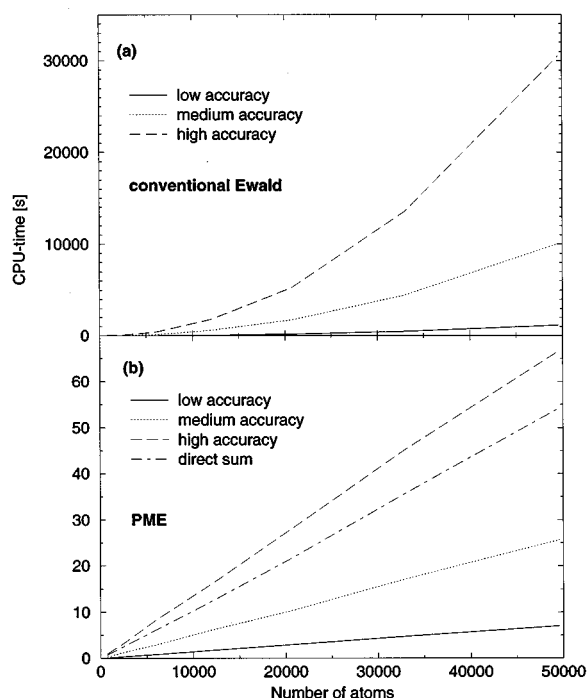 (a)
low accuracy
medium accuracy
high accuracy
conventional Ewald
30000
20000
10000
0
CPU-time [s]
(b)
low accuracy
medium accuracy
high accuracy
direct sum
PME
60
50
40
30
20
10
0
0 10000 20000 30000 40000 50000
Number of atoms